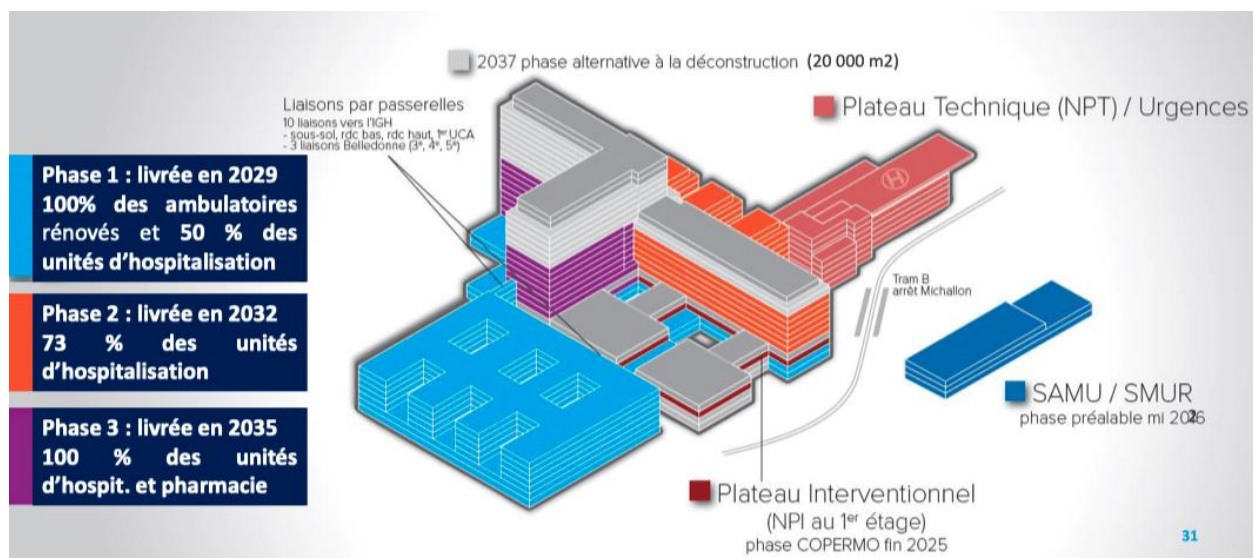 2037 phase alternative à la déconstruction (20 000 m2)
Liaisons par passerelles
10 liaisons vers l'IGH
- sous-sol, rdc bas, rdc haut, 1er UCA
- 3 liaisons Belledonne (3e, 4e, 5e)
Plateau Technique (NPT) / Urgences
Phase 1 : livrée en 2029
100% des ambulatoires
rénovés et 50 % des
unités d'hospitalisation
H
Phase 2 : livrée en 2032
73 % des unités
d'hospitalisation
Tram B
arrêt Michallon
Phase 3 : livrée en 2035
100 % des unités
d'hospit. et pharmacie
SAMU / SMUR
phase préalable mi
Plateau Interventionnel
(NPI au 1er étage)
phase COPERMO fin 2025
31